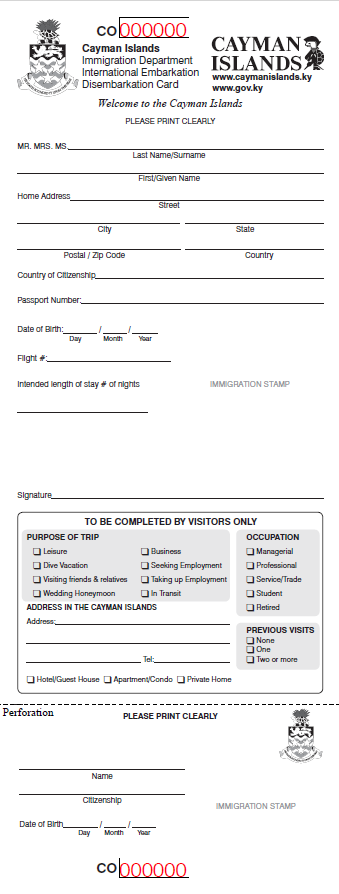 CO 000000
Cayman Islands
Immigration Department
International Embarkation
Disembarkation Card
CAYMAN
ISLANDS
www.caymanislands.ky
www.gov.ky
Welcome to the Cayman Islands
PLEASE PRINT CLEARLY
MR. MRS. MS.
Last Name/Surname
First/Given Name
Home Address
Street
City State
Postal / Zip Code Country
Country of Citizenship
Passport Number:
Date of Birth: / /
Day Month Year
Flight #:
Intended length of stay # of nights IMMIGRATION STAMP
Signature
TO BE COMPLETED BY VISITORS ONLY
PURPOSE OF TRIP
Leisure Business
Dive Vacation Seeking Employment
Visiting friends & relatives Taking up Employment
Wedding Honeymoon In Transit
OCCUPATION
Managerial
Professional
Service/Trade
Student
Retired
ADDRESS IN THE CAYMAN ISLANDS
Address:
Tel:
PREVIOUS VISITS
None
One
Two or more
Hotel/Guest House Apartment/Condo Private Home
Perforation
PLEASE PRINT CLEARLY
Name
Citizenship
IMMIGRATION STAMP
Date of Birth / /
Day Month Year
CO 000000